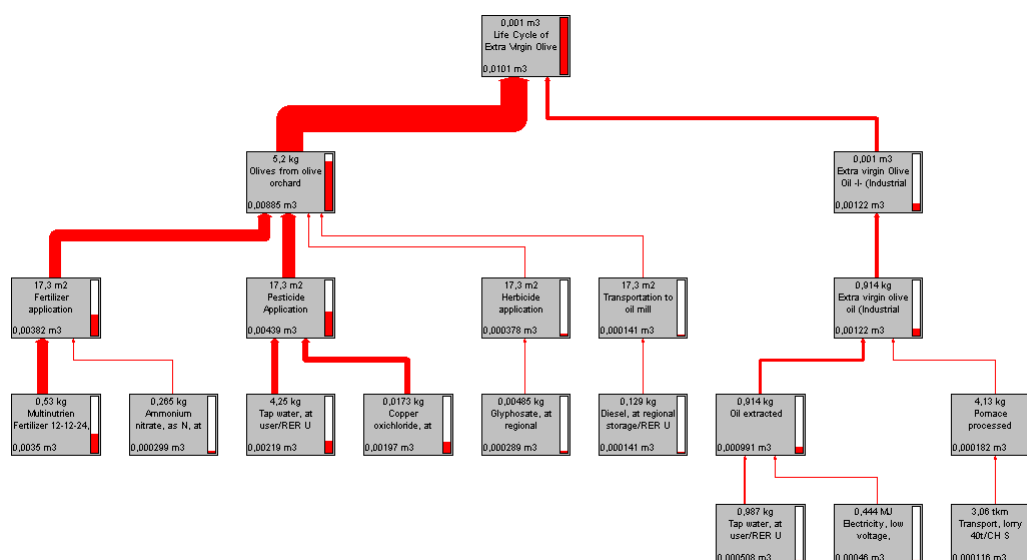 0,001 m3
Life Cycle of
Extra Virgin Olive
0,0101 m3
5,2 kg
Olives from olive
orchard
0,00885 m3
0,001 m3
Extra virgin Olive
Oil -I- (Industrial
0,00122 m3
17,3 m2
Fertilizer
application
0,00382 m3
17,3 m2
Pesticide
Application
0,00439 m3
17,3 m2
Herbicide
application
0,000378 m3
17,3 m2
Transportation to
oil mill
0,000141 m3
0,914 kg
Extra virgin olive
oil (Industrial
0,00122 m3
0,53 kg
Multinutrien
Fertilizer 12-12-24,
0,0035 m3
0,265 kg
Ammonium
nitrate, as N, at
0,000299 m3
4,25 kg
Tap water, at
user/RER U
0,00219 m3
0,0173 kg
Copper
oxichloride, at
0,00197 m3
0,00485 kg
Glyphosate, at
regional
0,000289 m3
0,129 kg
Diesel, at regional
storage/RER U
0,000141 m3
0,914 kg
Oil extracted
0,000991 m3
4,13 kg
Pomace
processed
0,000182 m3
0,987 kg
Tap water, at
user/RER U
0,000508 m3
0,444 MJ
Electricity, low
voltage,
0,00046 m3
3,06 tkm
Transport, lorry
40t/CH S
0,000116 m3